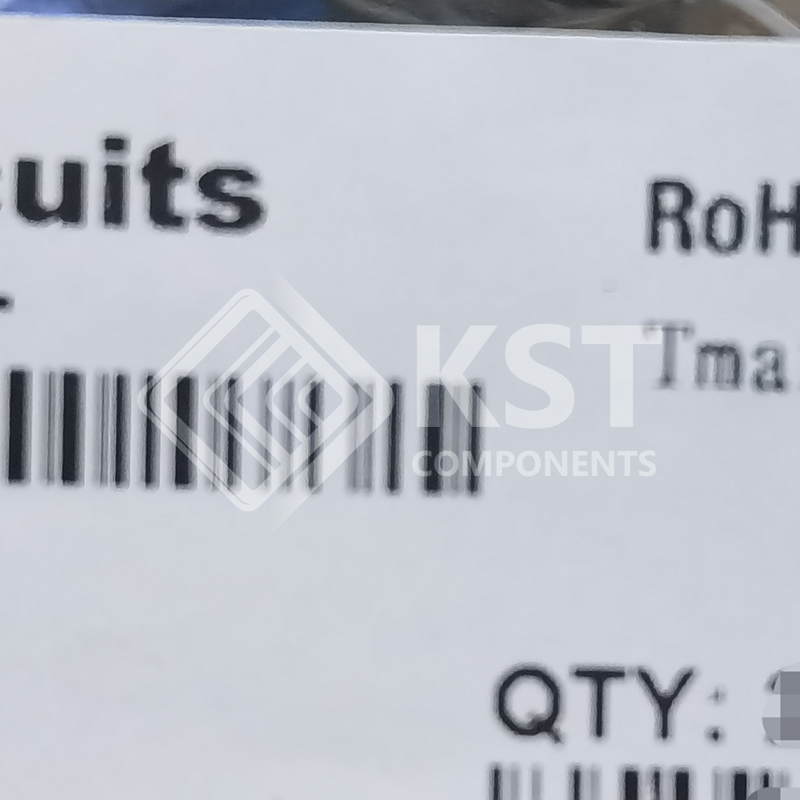 cuits
RoH
KST
Tma
COMPONENTS
QTY: